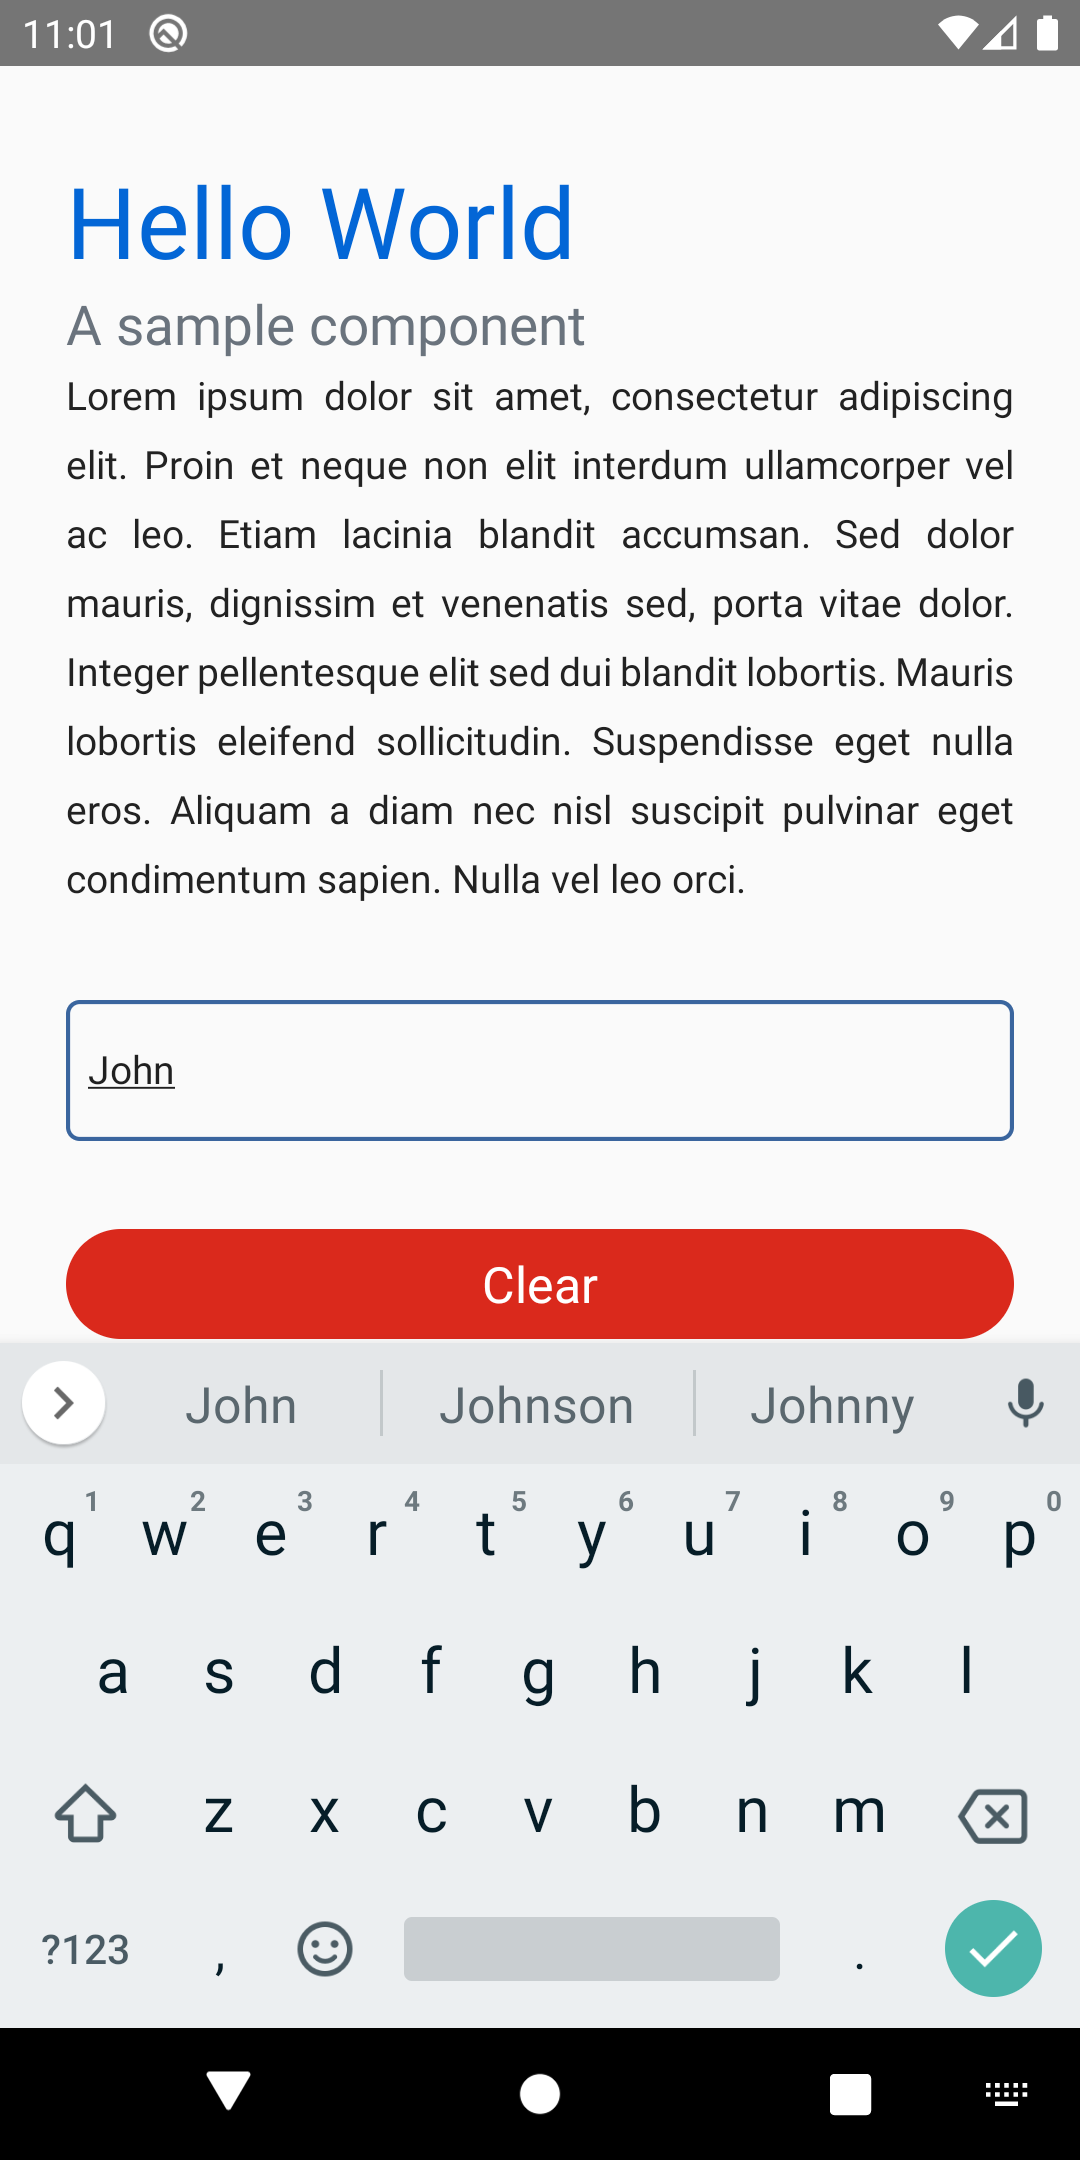 11:01
Hello World
A sample component
Lorem ipsum dolor sit amet, consectetur adipiscing
elit. Proin et neque non elit interdum ullamcorper vel
ac leo. Etiam lacinia blandit accumsan. Sed dolor
mauris, dignissim et venenatis sed, porta vitae dolor.
Integer pellentesque elit sed dui blandit lobortis. Mauris
lobortis eleifend sollicitudin. Suspendisse eget nulla
eros. Aliquam a diam nec nisl suscipit pulvinar eget
condimentum sapien. Nulla vel leo orci.
John
Clear
John Johnson Johnny
q 1 w 2 e 3 r 4 t 5 y 6 u 7 i 8 o 9 p 0
a s d f g h j k l
z x c v b n m
?123 , .